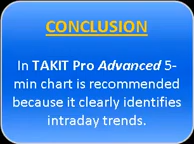 CONCLUSION
In TAKIT Pro Advanced 5-
min chart is recommended
because it clearly identifies
intraday trends.